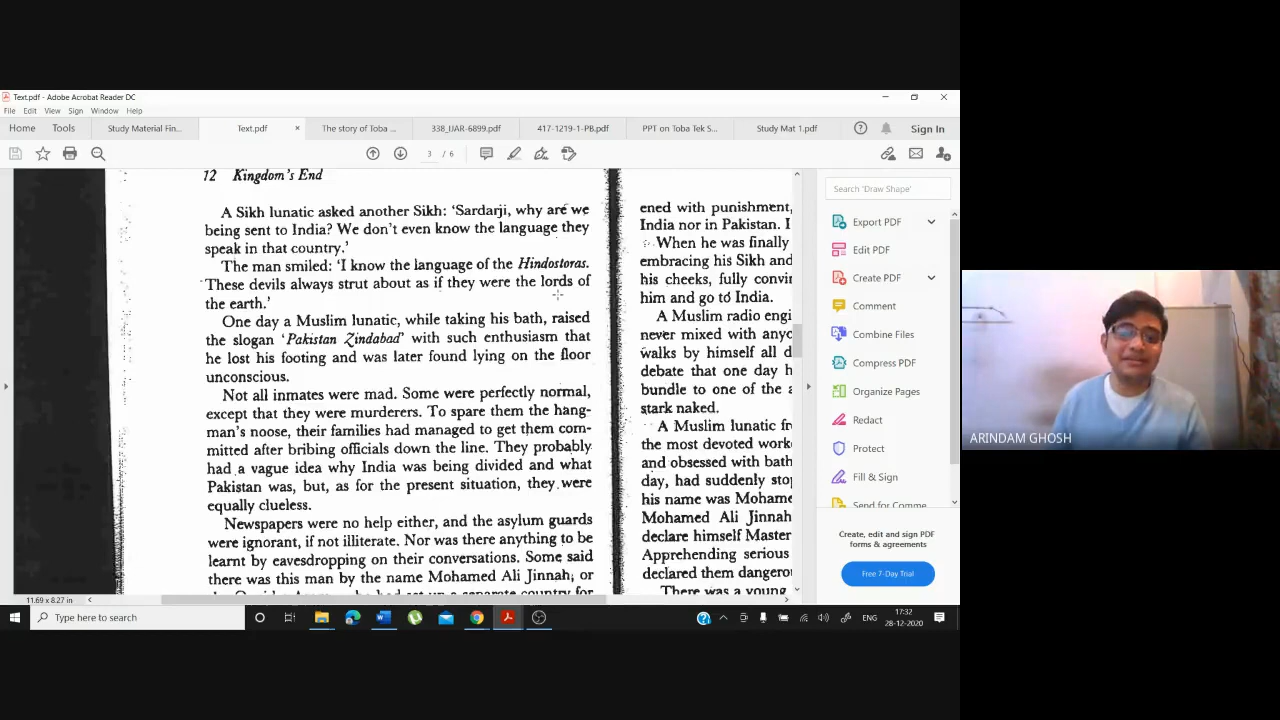 Text.pdf - Adobe Acrobat Reader DC
File Edit View Sign Window Help
Home Tools Study Material Fin... Text.pdf × The story of Toba ... 338_IJAR-6899.pdf 417-1219-1-PB.pdf PPT on Toba Tek S... Study Mat 1.pdf Sign In
3 / 6
12 Kingdom's End
A Sikh lunatic asked another Sikh: ‘Sardarji, why are we
being sent to India? We don't even know the language they
speak in that country.’
The man smiled: ‘I know the language of the Hindostoras.
These devils always strut about as if they were the lords of
the earth.’
One day a Muslim lunatic, while taking his bath, raised
the slogan ‘Pakistan Zindabad’ with such enthusiasm that
he lost his footing and was later found lying on the floor
unconscious.
Not all inmates were mad. Some were perfectly normal,
except that they were murderers. To spare them the hang-
man's noose, their families had managed to get them com-
mitted after bribing officials down the line. They probably
had a vague idea why India was being divided and what
Pakistan was, but, as for the present situation, they were
equally clueless.
Newspapers were no help either, and the asylum guards
were ignorant, if not illiterate. Nor was there anything to be
learnt by eavesdropping on their conversations. Some said
there was this man by the name Mohamed Ali Jinnah, or
ened with punishment,
India nor in Pakistan. I
When he was finally
embracing his Sikh and
his cheeks, fully convi
him and go to India.
A Muslim radio engi
never mixed with anyo
walks by himself all d
debate that one day h
bundle to one of the a
stark naked.
A Muslim lunatic fr
the most devoted work
and obsessed with bath
day, had suddenly sto
his name was Mohame
Mohamed Ali Jinnah
declare himself Master
Apprehending serious
declared them dangero
There was a young
Search 'Draw Shape'
Export PDF
Edit PDF
Create PDF
Comment
Combine Files
Compress PDF
Organize Pages
Redact
Protect
Fill & Sign
Send for Comme
Create, edit and sign PDF
forms & agreements
Free 7-Day Trial
ARINDAM GHOSH
11.69 x 8.27 in
Type here to search
ENG
17:32
28-12-2020